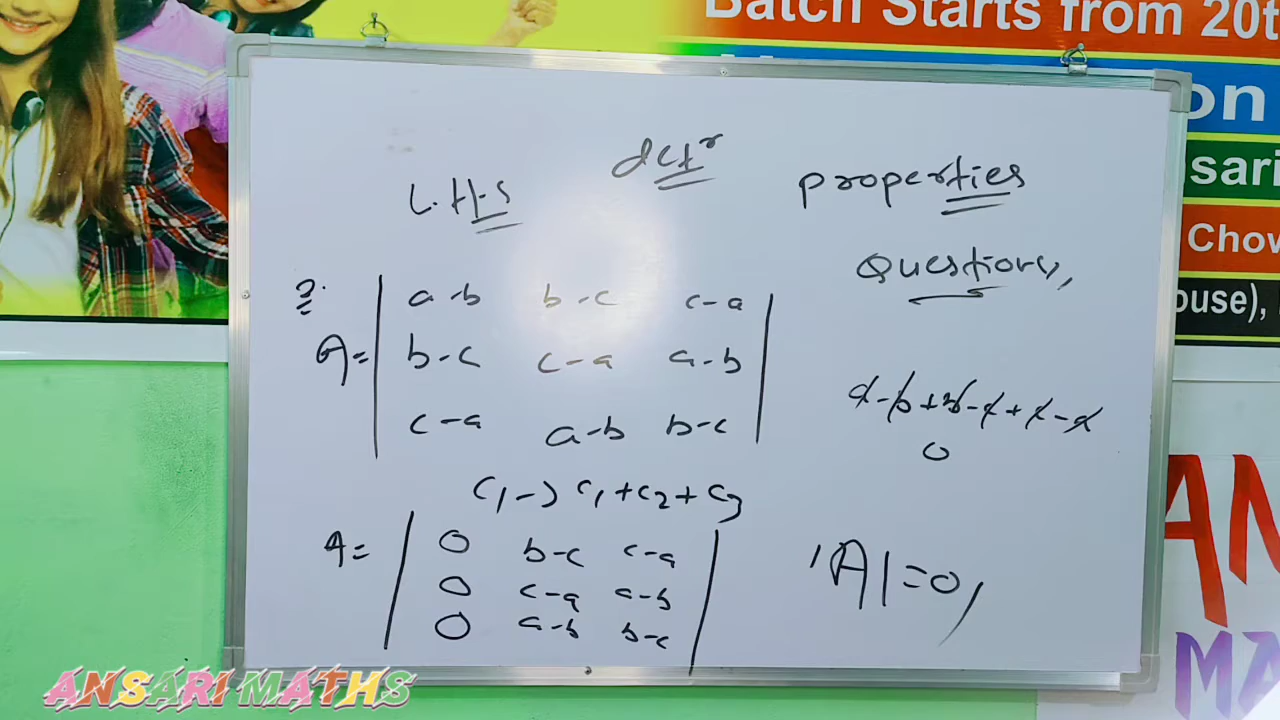 Batch Starts from 20t
on
sari
Chow
ouse),
detr properties
L.H.S
Questions,
2.
A = | a-b b-c c-a |
| b-c c-a a-b |
| c-a a-b b-c |
a-b+b-c+c-a
0
C1 -> C1+C2+C3
A = | 0 b-c c-a |
| 0 c-a a-b |
| 0 a-b b-c |
|A| = 0,
AN
MA
ANSARI MATHS